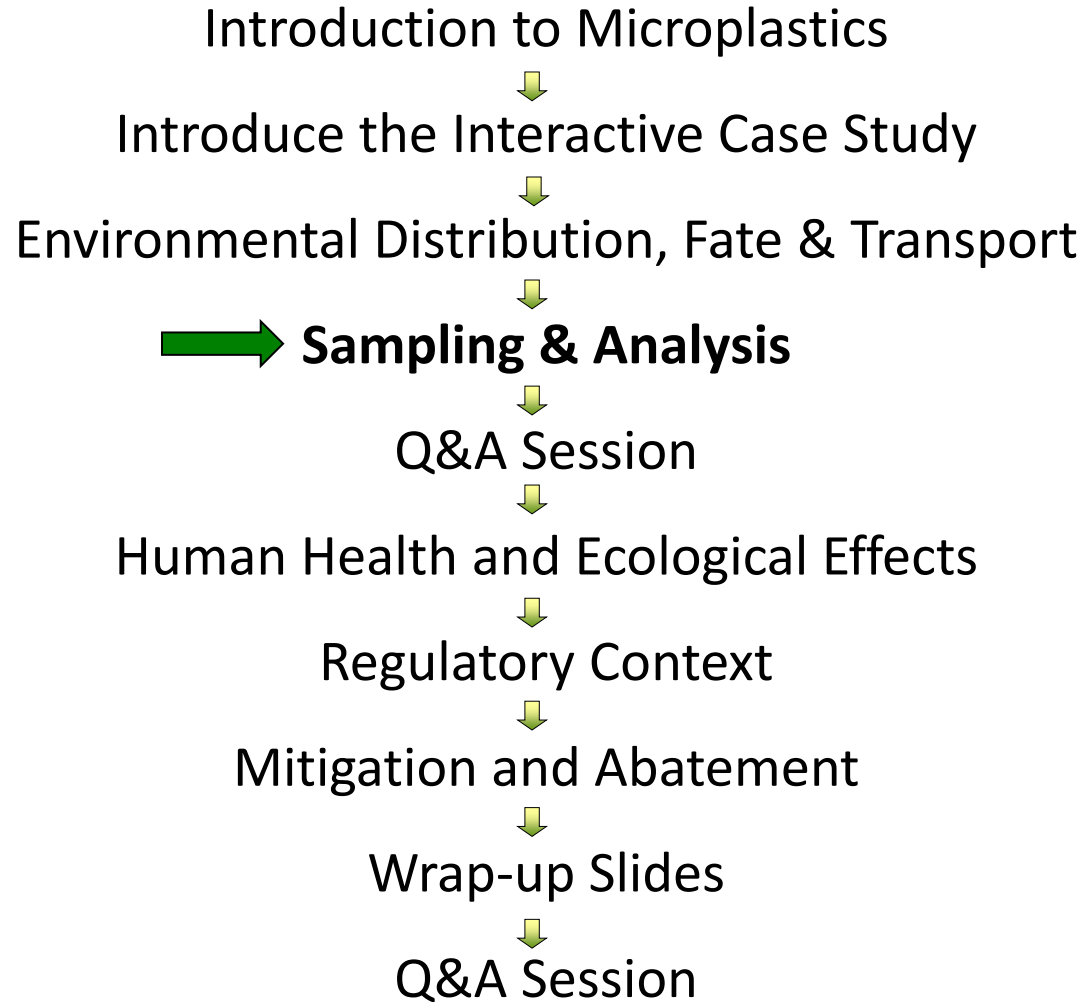 Introduction to Microplastics
Introduce the Interactive Case Study
Environmental Distribution, Fate & Transport
Sampling & Analysis
Q&A Session
Human Health and Ecological Effects
Regulatory Context
Mitigation and Abatement
Wrap-up Slides
Q&A Session